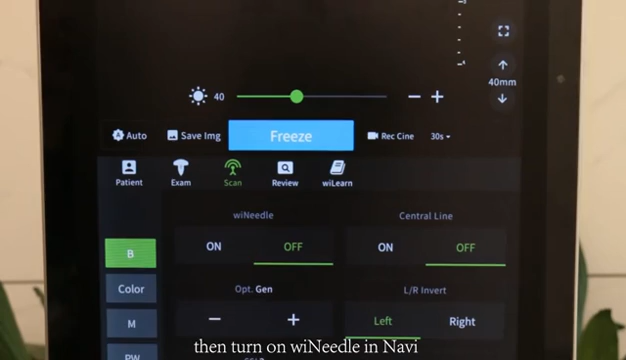 40mm
40
Auto
Save Img
Freeze
Rec Cine
30s
Patient
Exam
Scan
Review
wiLearn
wiNeedle
Central Line
B
ON
OFF
ON
OFF
Color
Opt. Gen
L/R Invert
M
Left
Right
PW
then turn on wiNeedle in Navi